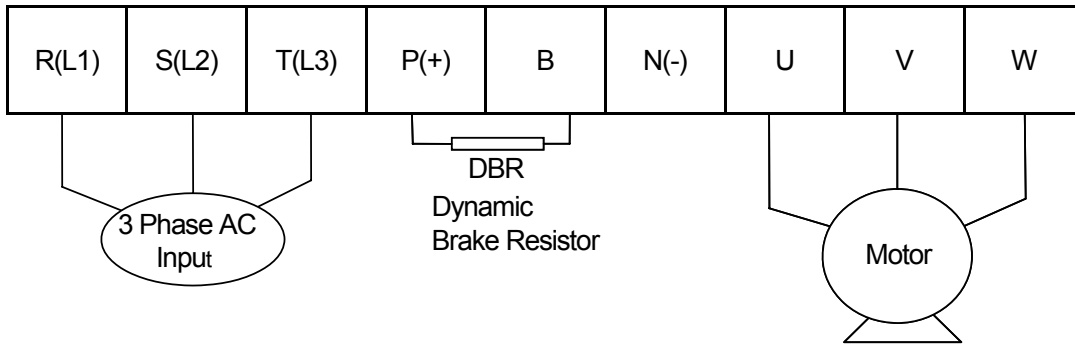 R(L1) S(L2) T(L3) P(+) B N(-) U V W
DBR
Dynamic
Brake Resistor
3 Phase AC
Input
Motor